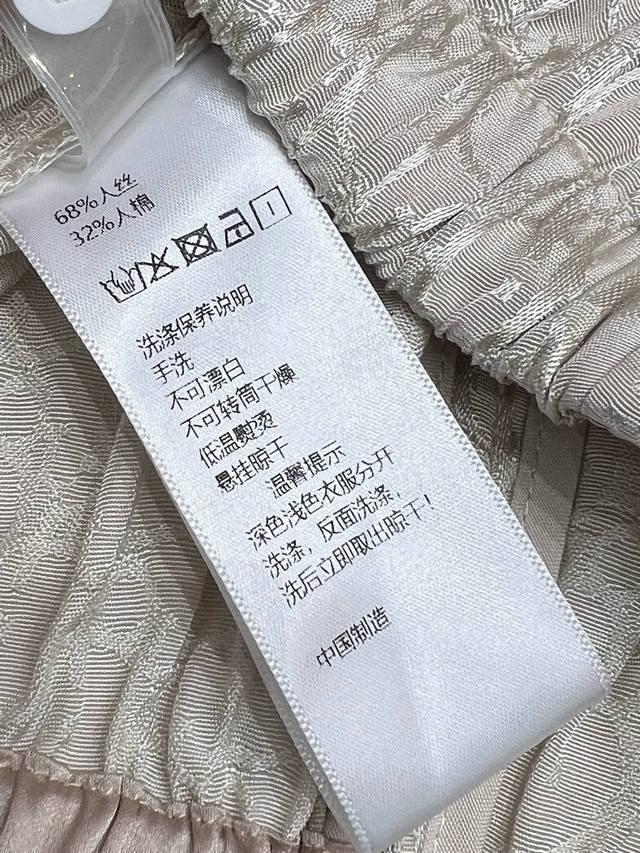 68%人丝
32%人棉
洗涤保养说明
手洗
不可漂白
不可转筒干燥
低温熨烫
悬挂晾干
温馨提示
深色浅色衣服分开
洗涤，反面洗涤，
洗后立即取出晾干！
中国制造